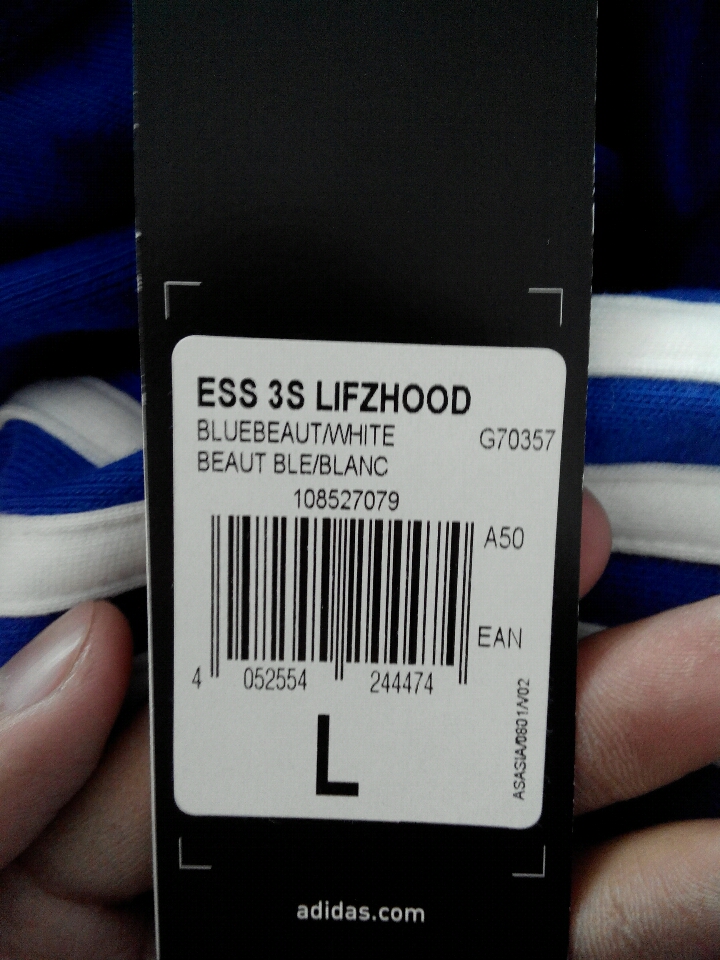 ESS 3S LIFZHOOD
BLUEBEAUT/WHITE G70357
BEAUT BLE/BLANC
108527079
A50
EAN
4 052554 244474
ASASIA/0801/V02
L
adidas.com